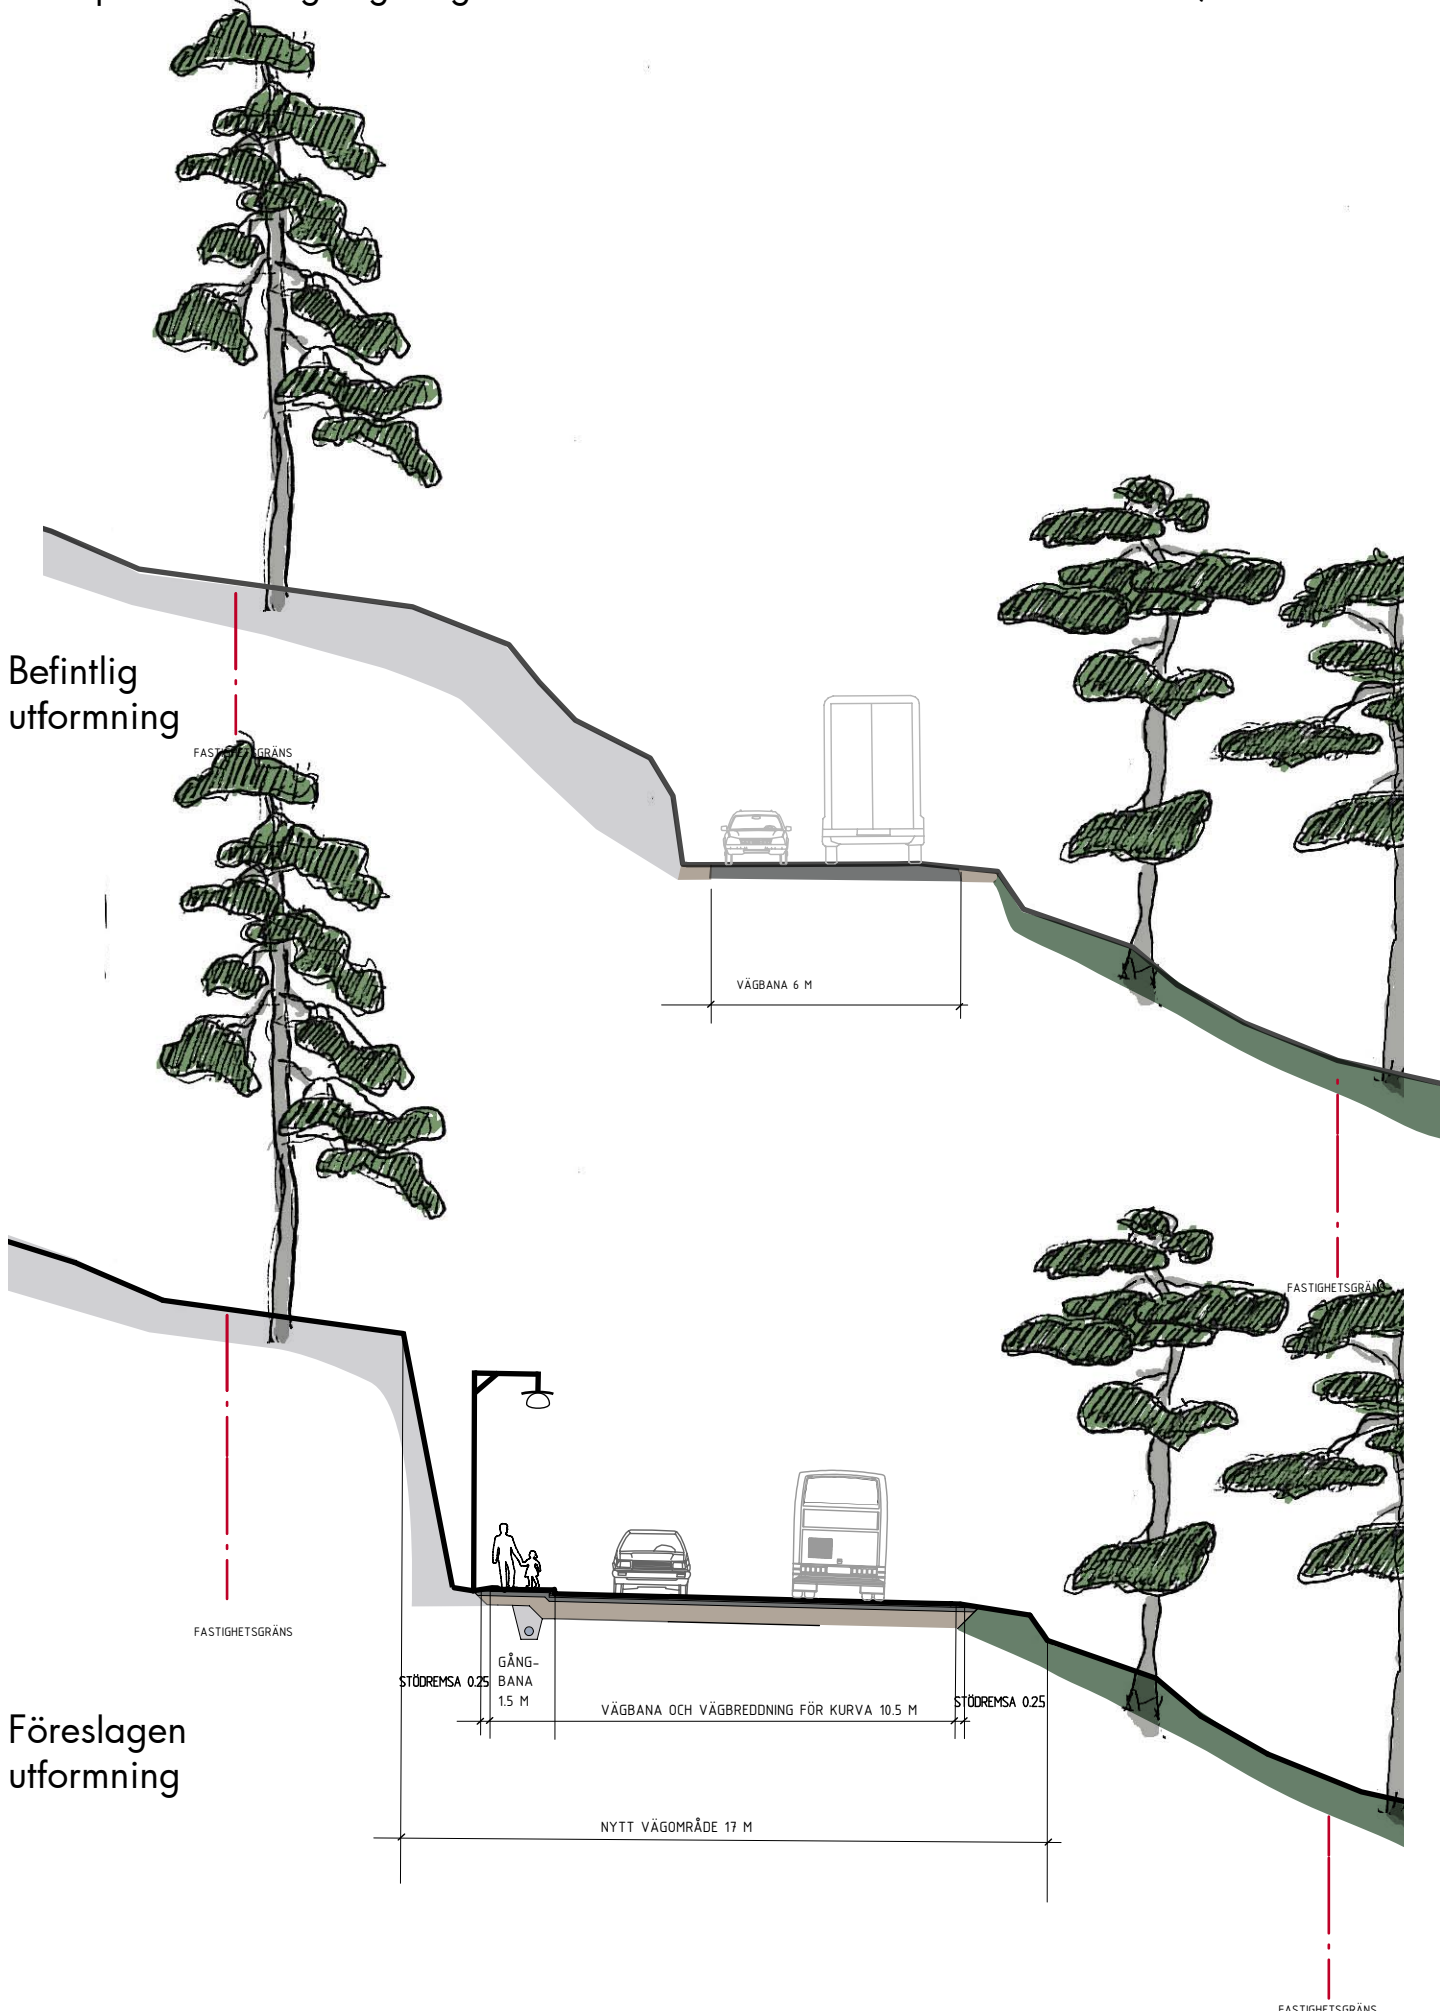 Befintlig
utformning
FASTIGHETSGRÄNS
VÄGBANA 6 M
FASTIGHETSGRÄNS
FASTIGHETSGRÄNS
GÅNG-
BANA
1.5 M
STÖDREMSA 0.25
VÄGBANA OCH VÄGBREDDNING FÖR KURVA 10.5 M
STÖDREMSA 0.25
Föreslagen
utformning
NYTT VÄGOMRÅDE 17 M
FASTIGHETSGRÄNS